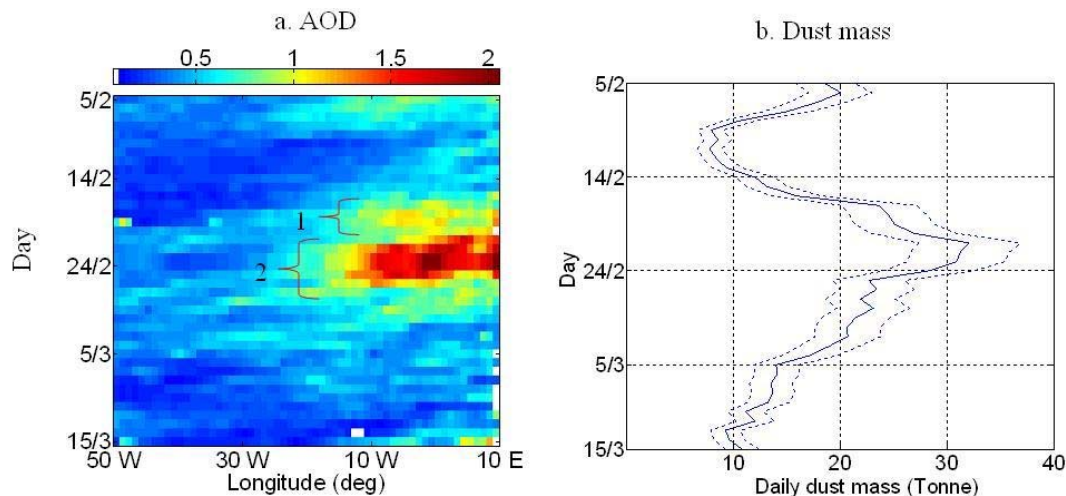 a. AOD
0.5 1 1.5 2
Day
5/2
14/2
24/2
5/3
15/3
1
2
50 W 30 W 10 W 10 E
Longitude (deg)
b. Dust mass
Day
5/2
14/2
24/2
5/3
15/3
10 20 30 40
Daily dust mass (Tonne)